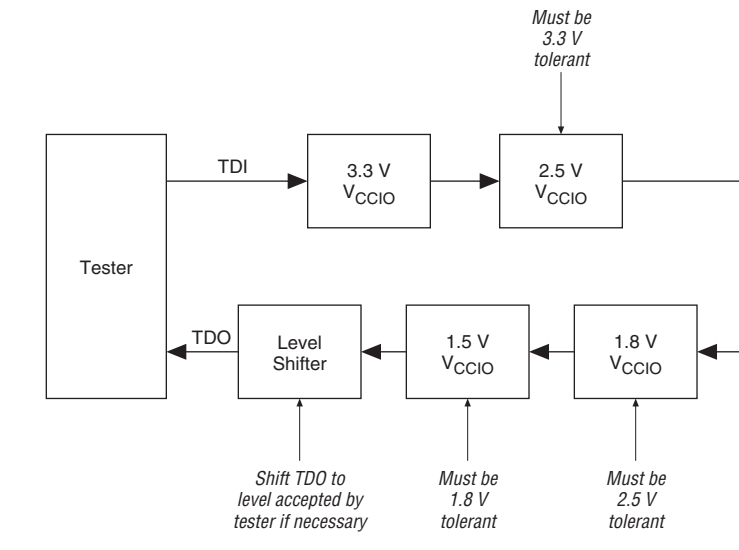 Must be
3.3 V
tolerant
TDI
3.3 V
VCCIO
2.5 V
VCCIO
Tester
TDO
Level
Shifter
1.5 V
VCCIO
1.8 V
VCCIO
Shift TDO to
level accepted by
tester if necessary
Must be
1.8 V
tolerant
Must be
2.5 V
tolerant